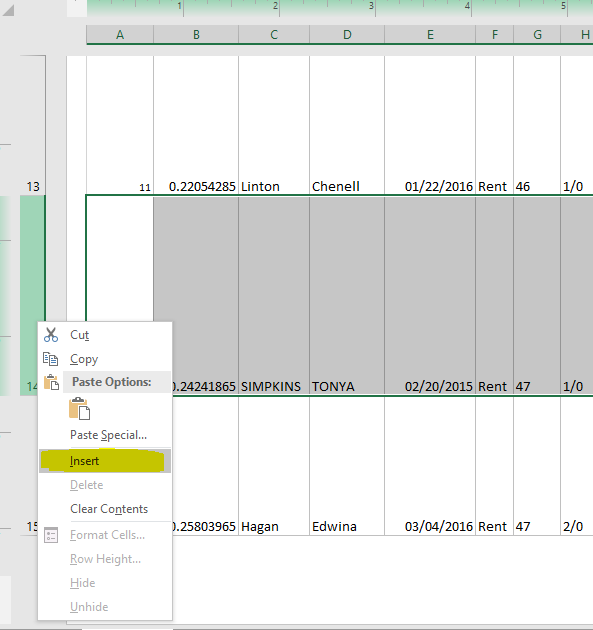 1 2 3 4 5
A B C D E F G H
13 11 0.22054285 Linton Chenell 01/22/2016 Rent 46 1/0
Cut
Copy
Paste Options:
14 0.24241865 SIMPKINS TONYA 02/20/2015 Rent 47 1/0
Paste Special...
Insert
Delete
Clear Contents
15 0.25803965 Hagan Edwina 03/04/2016 Rent 47 2/0
Format Cells...
Row Height...
Hide
Unhide